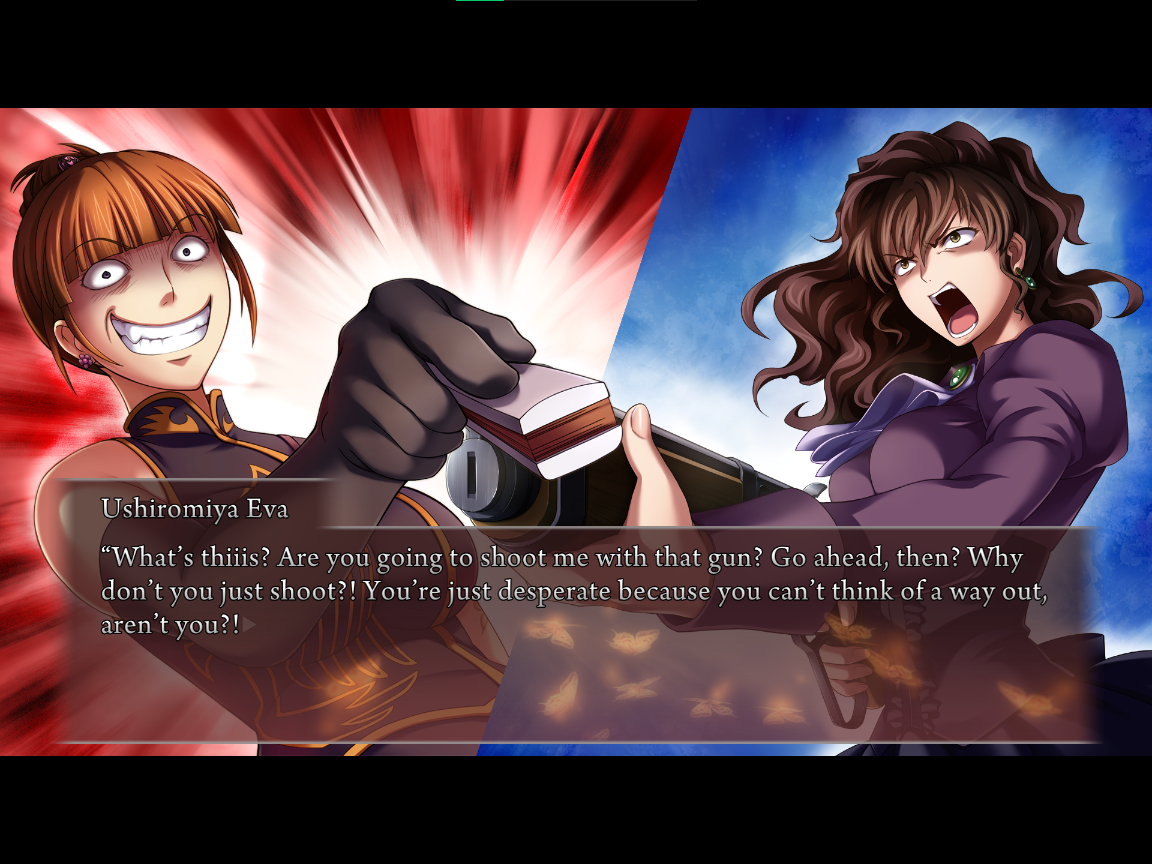 Ushiromiya Eva
“What’s thiiis? Are you going to shoot me with that gun? Go ahead, then? Why
don’t you just shoot?! You’re just desperate because you can’t think of a way out,
aren’t you?!